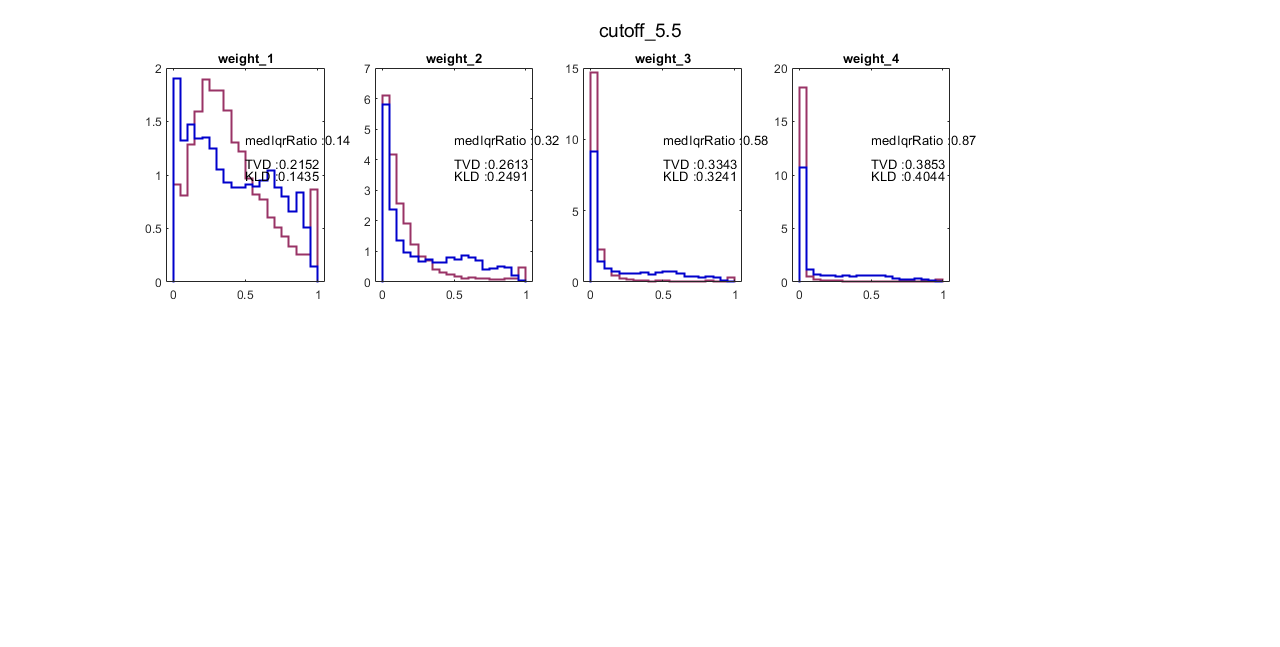 cutoff_5.5
weight_1
2
1.5
1
0.5
0
0
0.5
1
medIqrRatio :0.14
TVD :0.2152
KLD :0.1435
weight_2
7
6
5
4
3
2
1
0
0
0.5
1
medIqrRatio :0.32
TVD :0.2613
KLD :0.2491
weight_3
15
10
5
0
0
0.5
1
medIqrRatio :0.58
TVD :0.3343
KLD :0.3241
weight_4
20
15
10
5
0
0
0.5
1
medIqrRatio :0.87
TVD :0.3853
KLD :0.4044